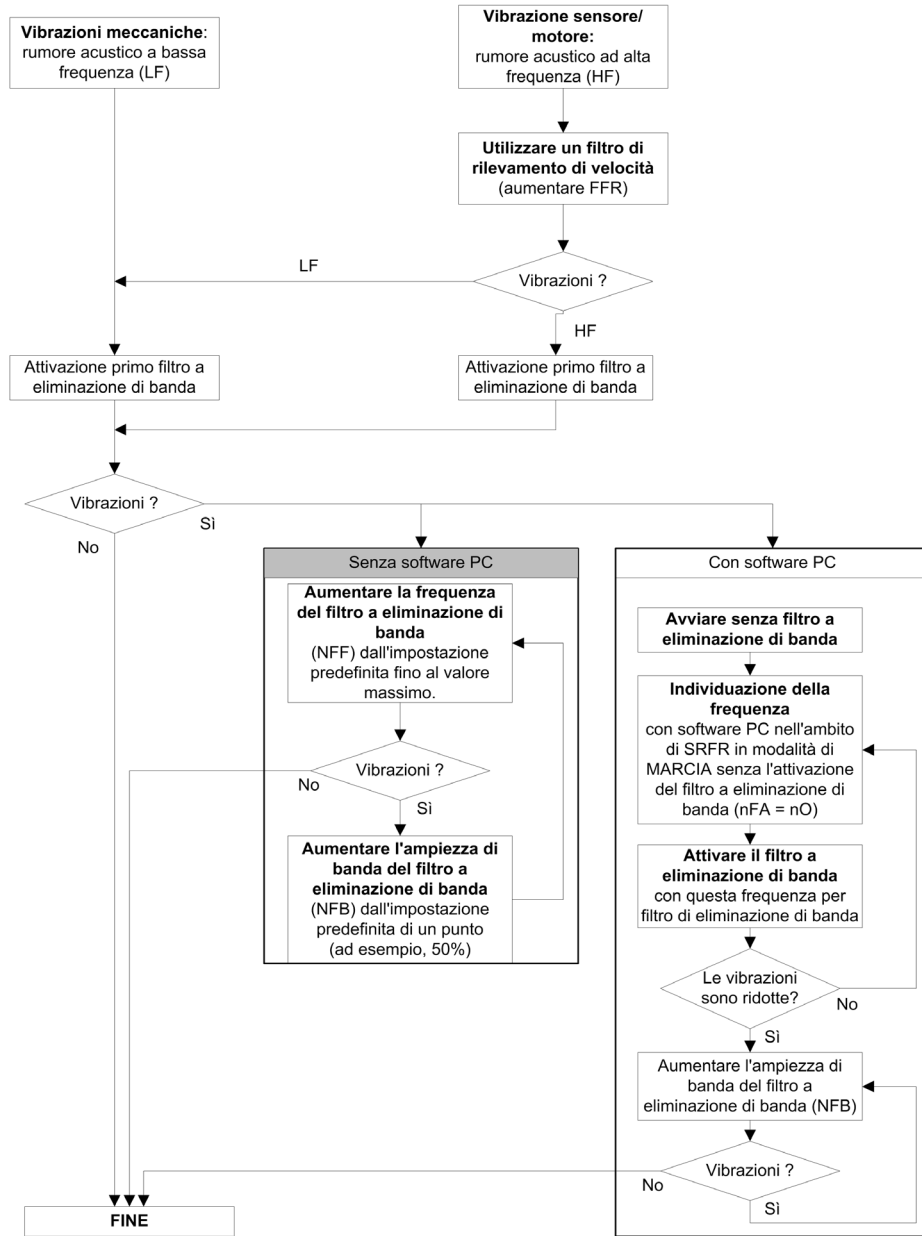 Vibrazioni meccaniche:
rumore acustico a bassa
frequenza (LF)
Vibrazione sensore/
motore:
rumore acustico ad alta
frequenza (HF)
Utilizzare un filtro di
rilevamento di velocità
(aumentare FFR)
LF
Vibrazioni ?
HF
Attivazione primo filtro a
eliminazione di banda
Attivazione primo filtro a
eliminazione di banda
Vibrazioni ?
Sì
No
Senza software PC
Aumentare la frequenza
del filtro a eliminazione di
banda
(NFF) dall'impostazione
predefinita fino al valore
massimo.
Vibrazioni ?
No
Sì
Aumentare l'ampiezza di
banda del filtro a
eliminazione di banda
(NFB) dall'impostazione
predefinita di un punto
(ad esempio, 50%)
Con software PC
Avviare senza filtro a
eliminazione di banda
Individuazione della
frequenza
con software PC nell'ambito
di SRFR in modalità di
MARCIA senza l'attivazione
del filtro a eliminazione di
banda (nFA = nO)
Attivare il filtro a
eliminazione di banda
con questa frequenza per
filtro di eliminazione di banda
Le vibrazioni
sono ridotte?
No
Sì
Aumentare l'ampiezza di
banda del filtro a
eliminazione di banda (NFB)
Vibrazioni ?
No
Sì
FINE